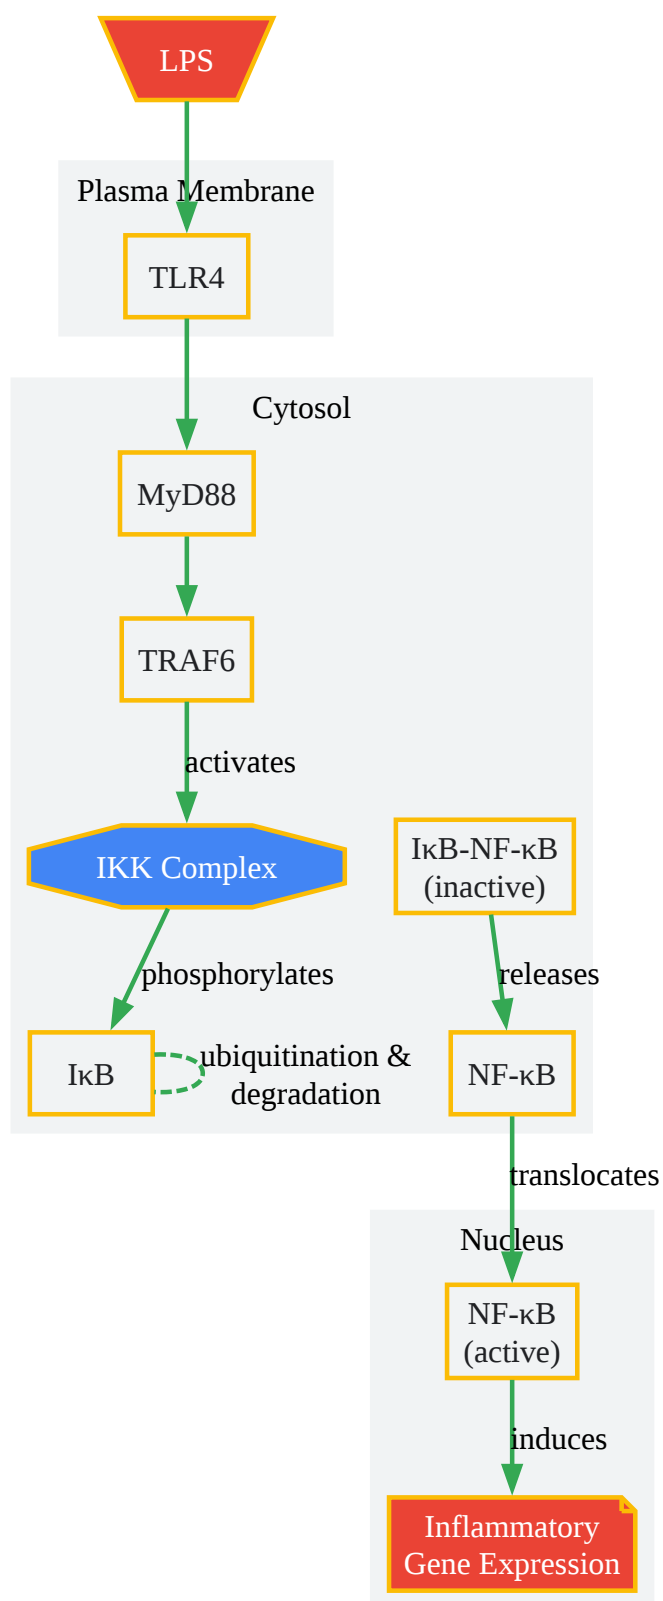 LPS
Plasma Membrane
TLR4
Cytosol
MyD88
TRAF6
activates
IKK Complex
IκB-NF-κB
(inactive)
phosphorylates
releases
IκB
ubiquitination &
degradation
NF-κB
translocates
Nucleus
NF-κB
(active)
induces
Inflammatory
Gene Expression